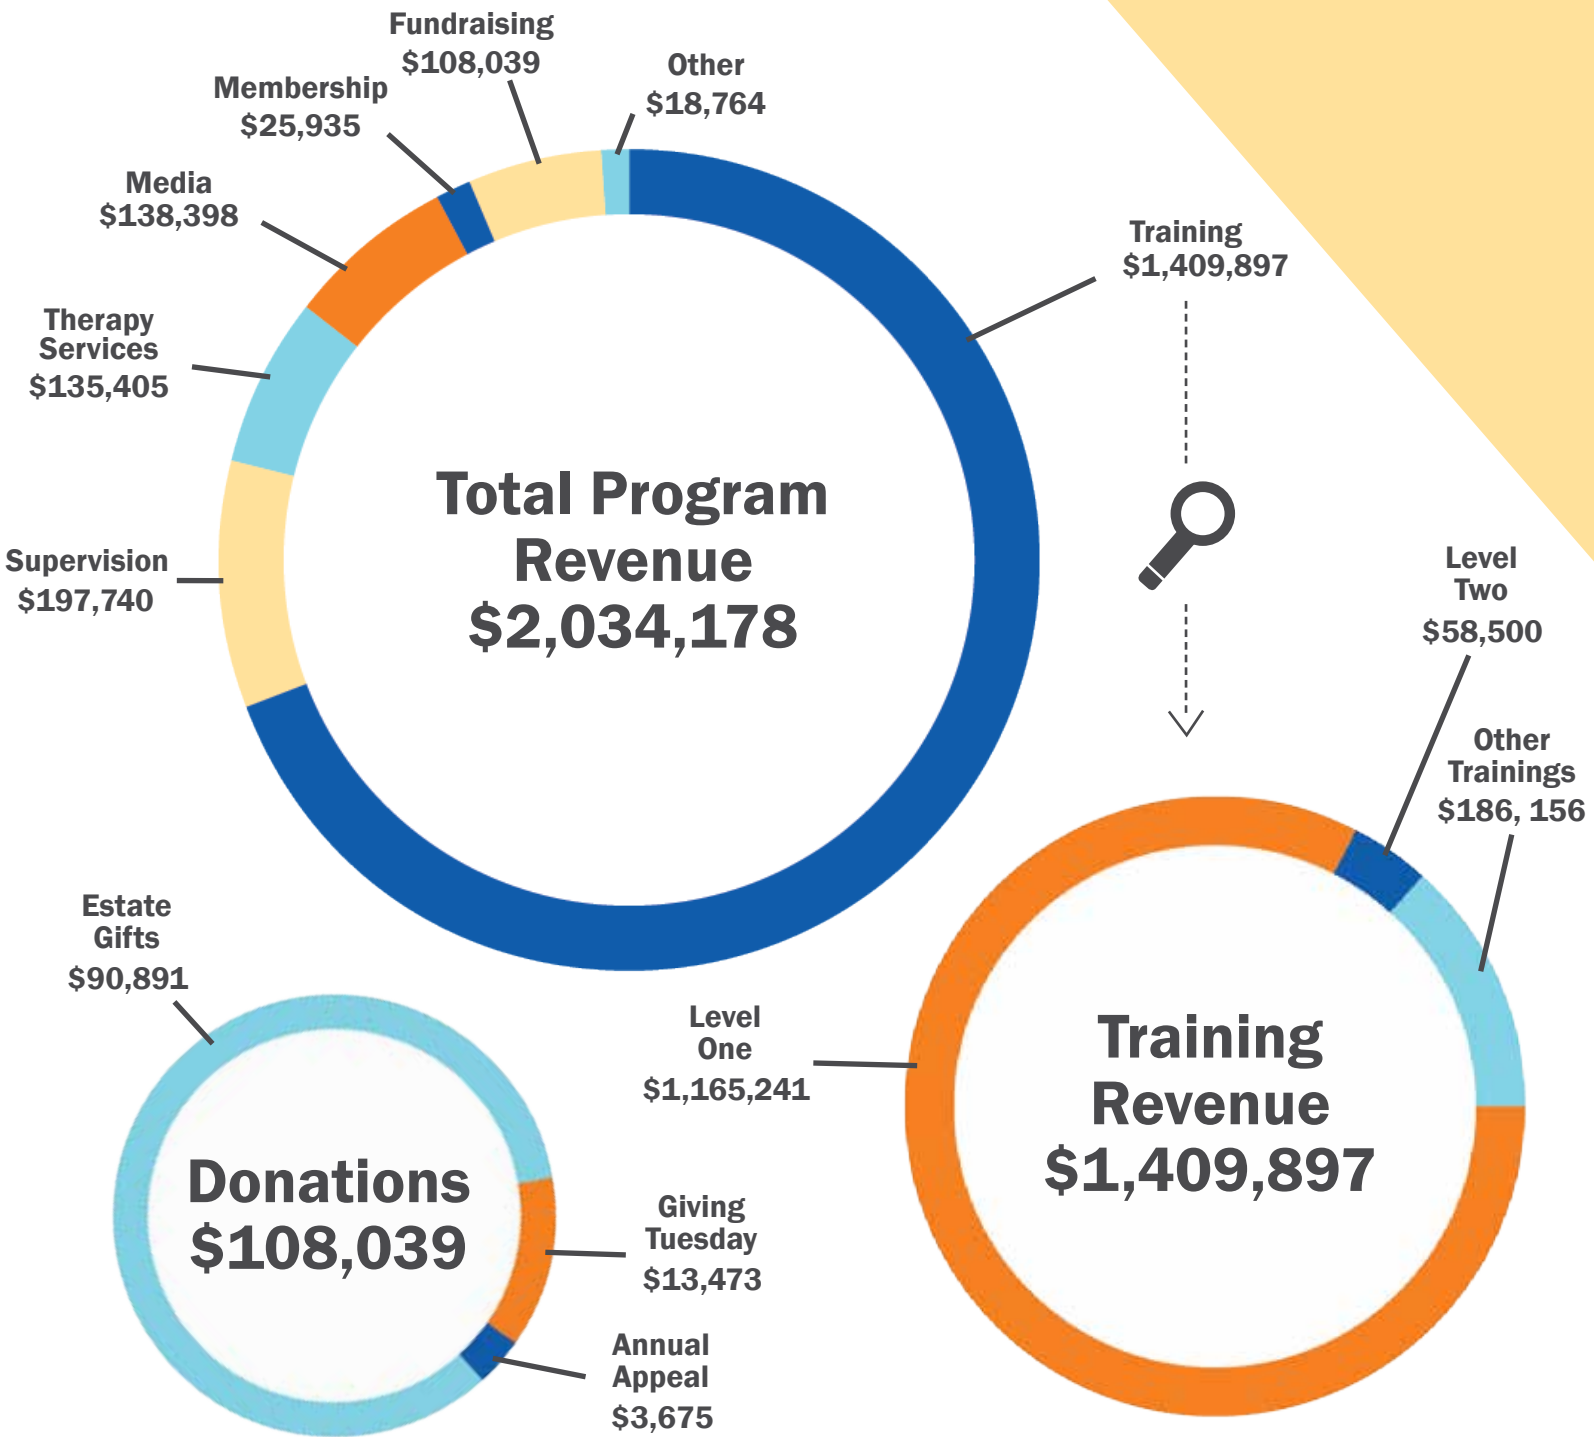 Fundraising
$108,039
Other
$18,764
Membership
$25,935
Media
$138,398
Training
$1,409,897
Therapy
Services
$135,405
Total Program
Revenue
$2,034,178
Supervision
$197,740
Level
Two
$58,500
Other
Trainings
$186, 156
Estate
Gifts
$90,891
Level
One
$1,165,241
Training
Revenue
$1,409,897
Donations
$108,039
Giving
Tuesday
$13,473
Annual
Appeal
$3,675